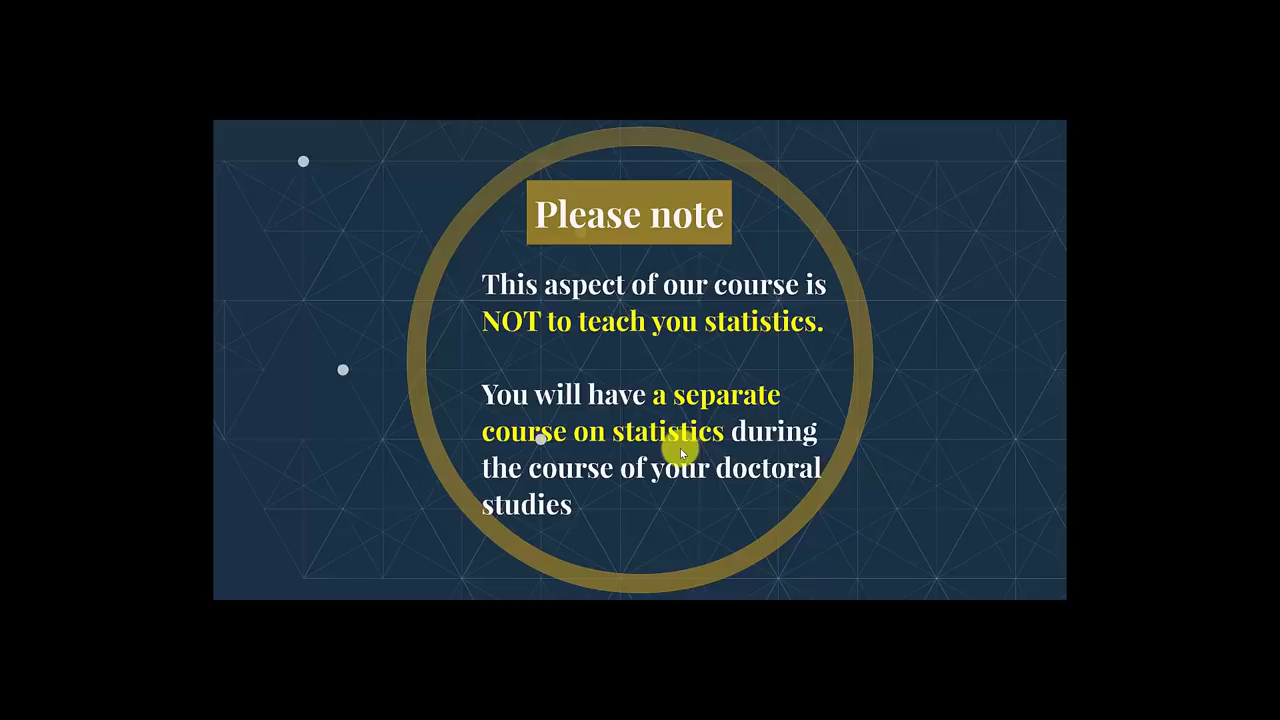 Please note
This aspect of our course is
NOT to teach you statistics.
You will have a separate
course on statistics during
the course of your doctoral
studies